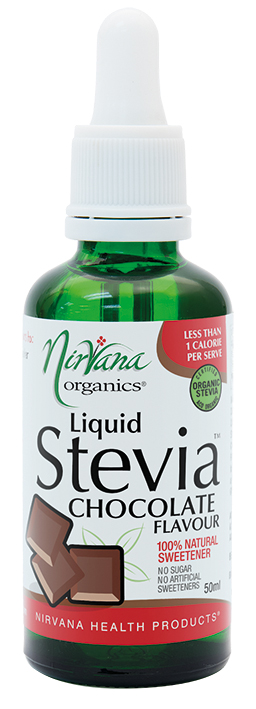 NirVana
organics®
LESS THAN
1 CALORIE
PER SERVE
CERTIFIED
ORGANIC
STEVIA
Liquid
Stevia™
CHOCOLATE
FLAVOUR
100% NATURAL
SWEETENER
NO SUGAR
NO ARTIFICIAL
SWEETENERS
50ml
NIRVANA HEALTH PRODUCTS®